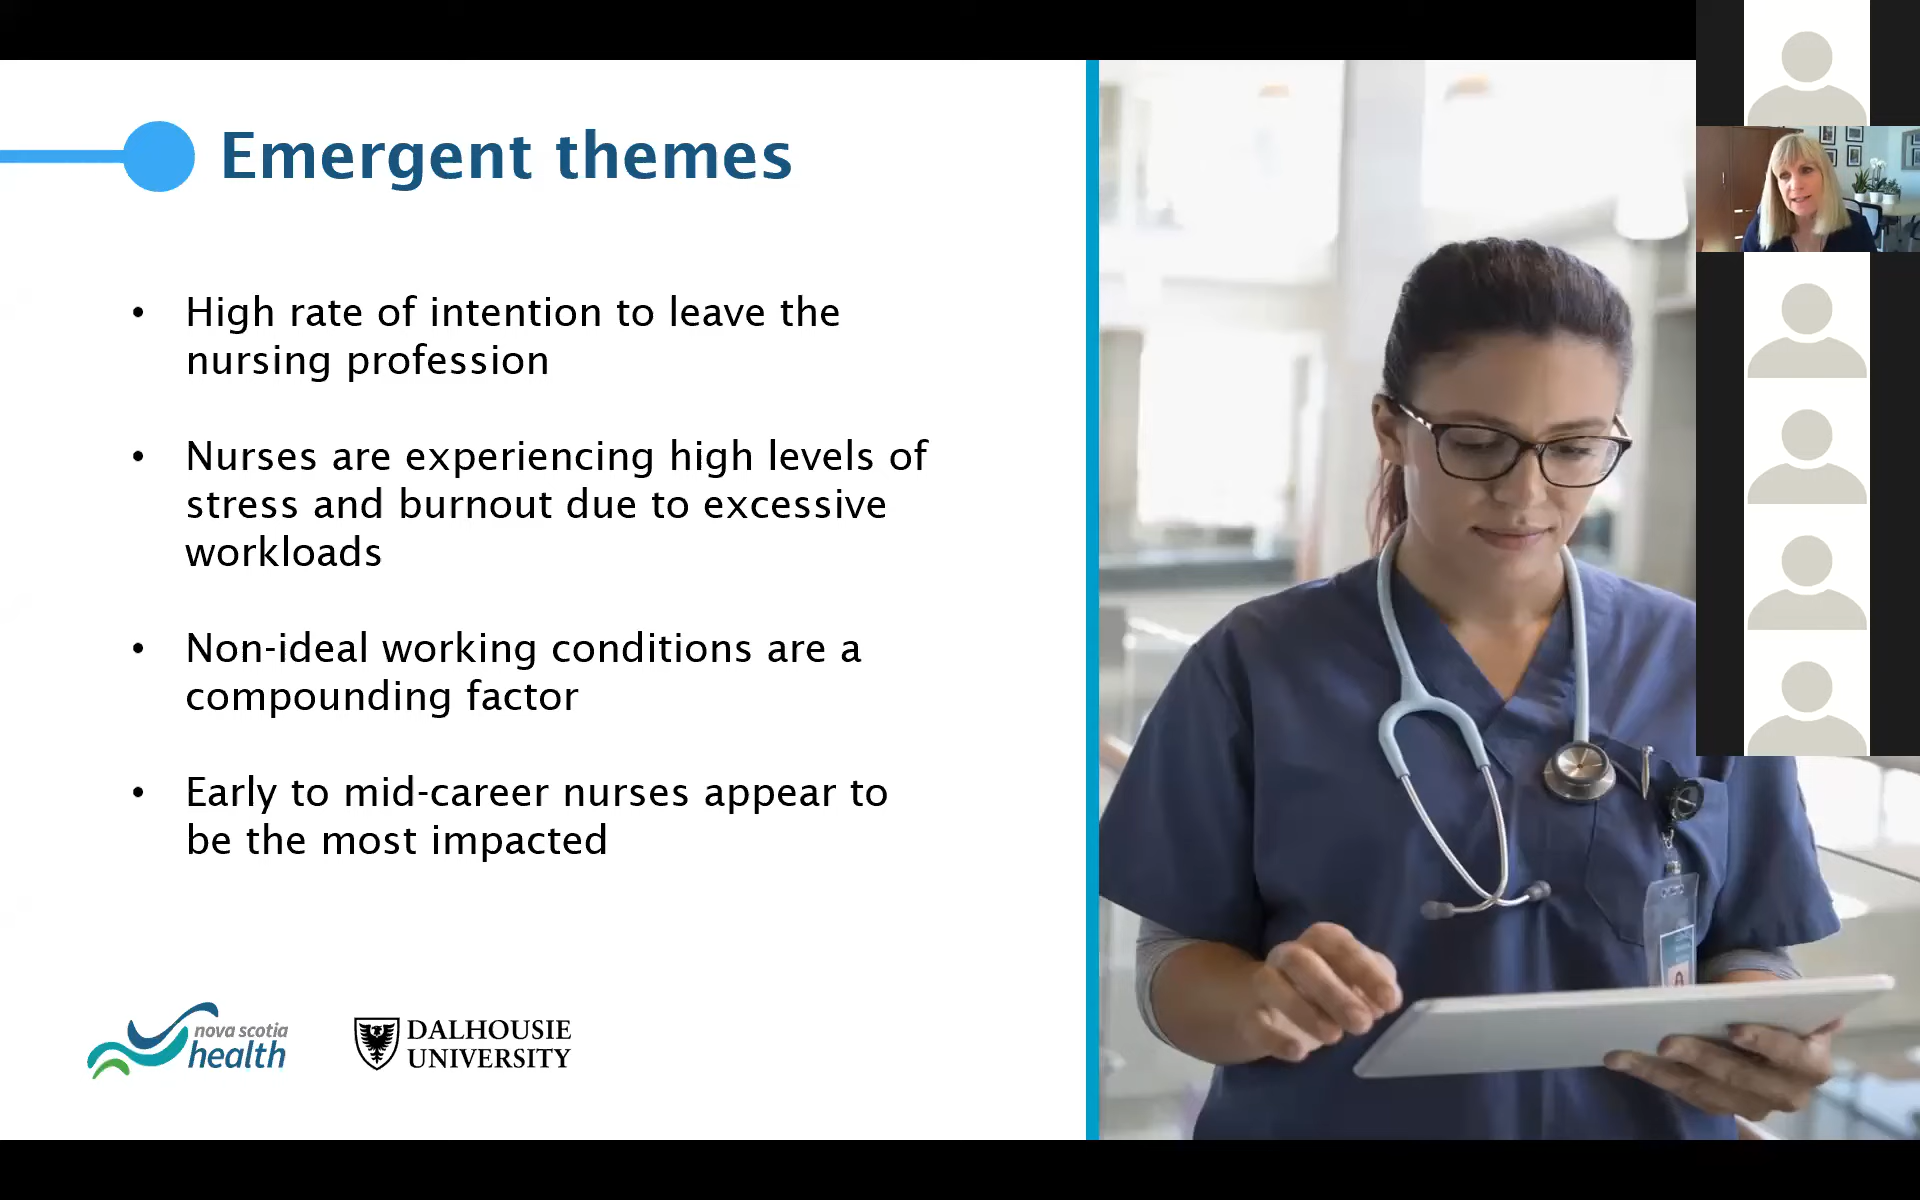 Emergent themes
• High rate of intention to leave the
nursing profession
• Nurses are experiencing high levels of
stress and burnout due to excessive
workloads
• Non-ideal working conditions are a
compounding factor
• Early to mid-career nurses appear to
be the most impacted
nova scotia
health
DALHOUSIE
UNIVERSITY